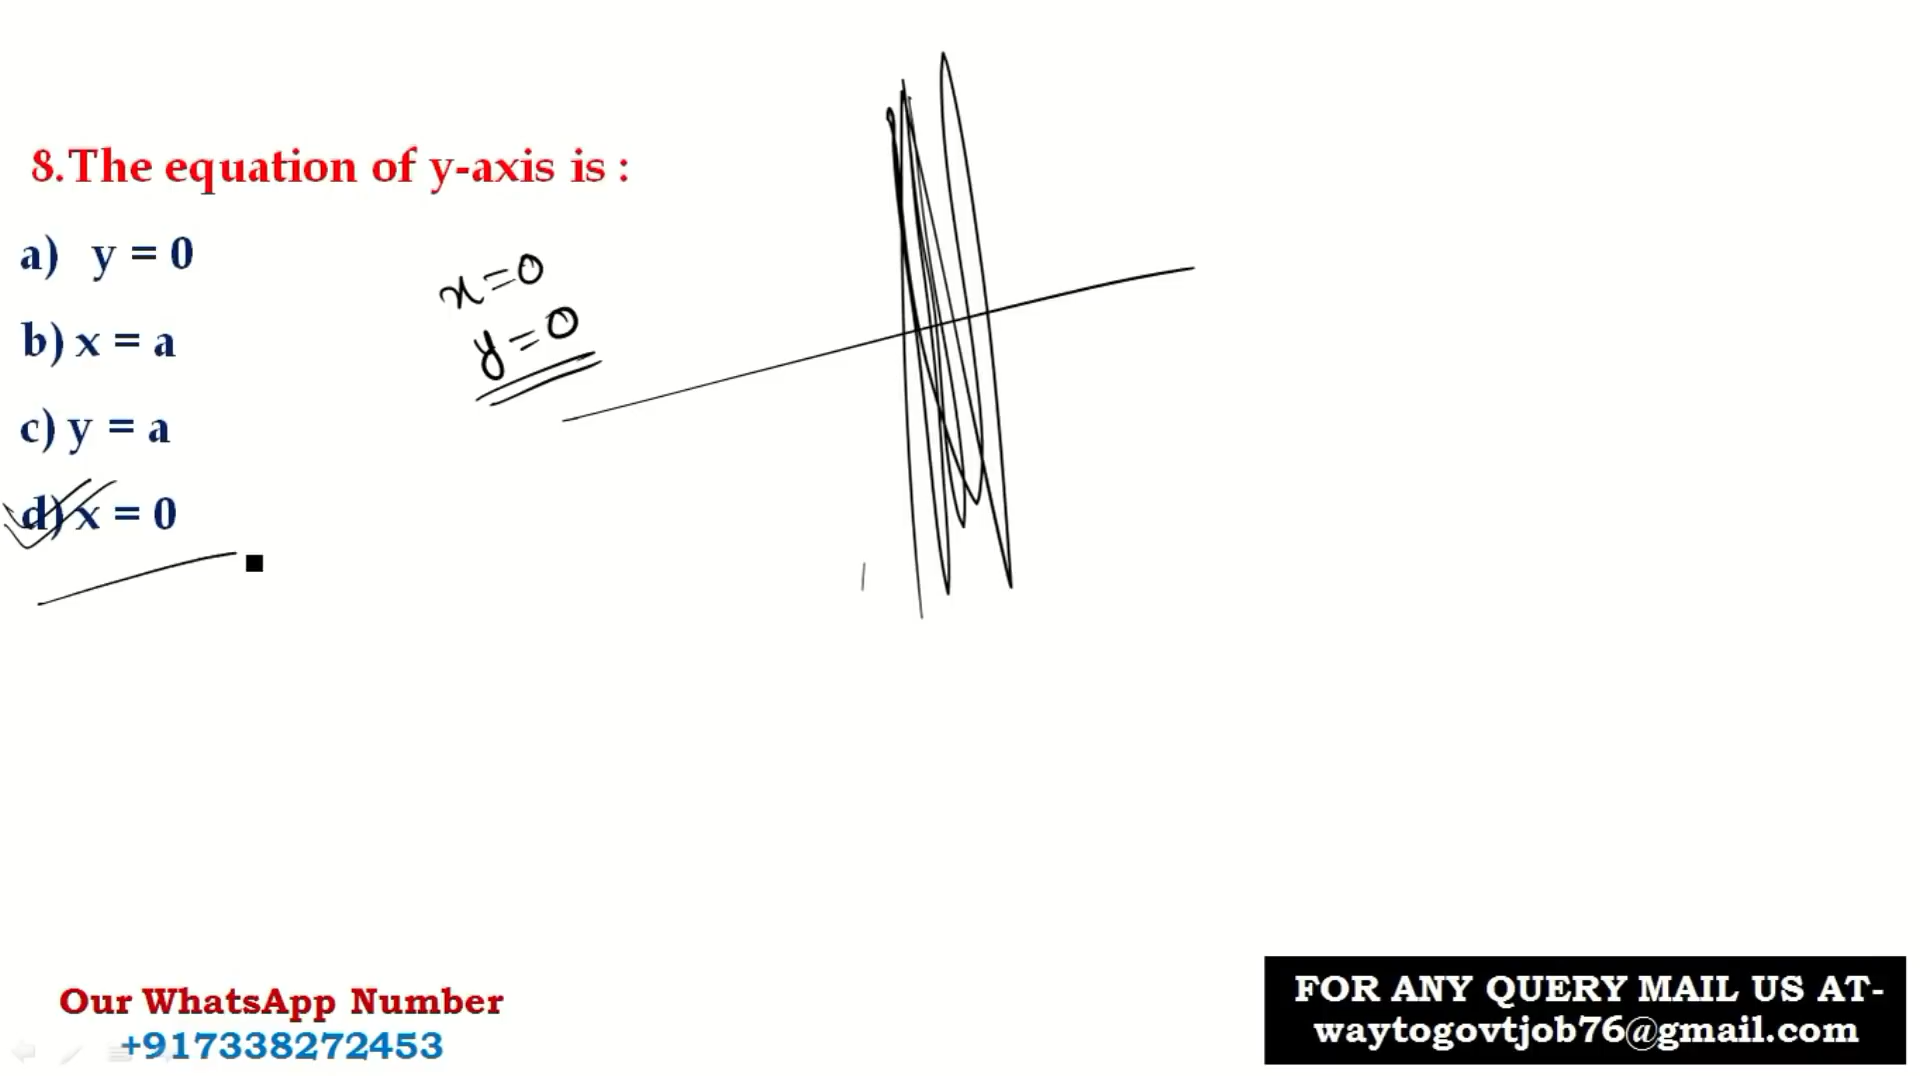 8.The equation of y-axis is :
a) y = 0
x=0
b) x = a
y=0
c) y = a
d) x = 0
Our WhatsApp Number
+917338272453
FOR ANY QUERY MAIL US AT-
waytogovtjob76@gmail.com